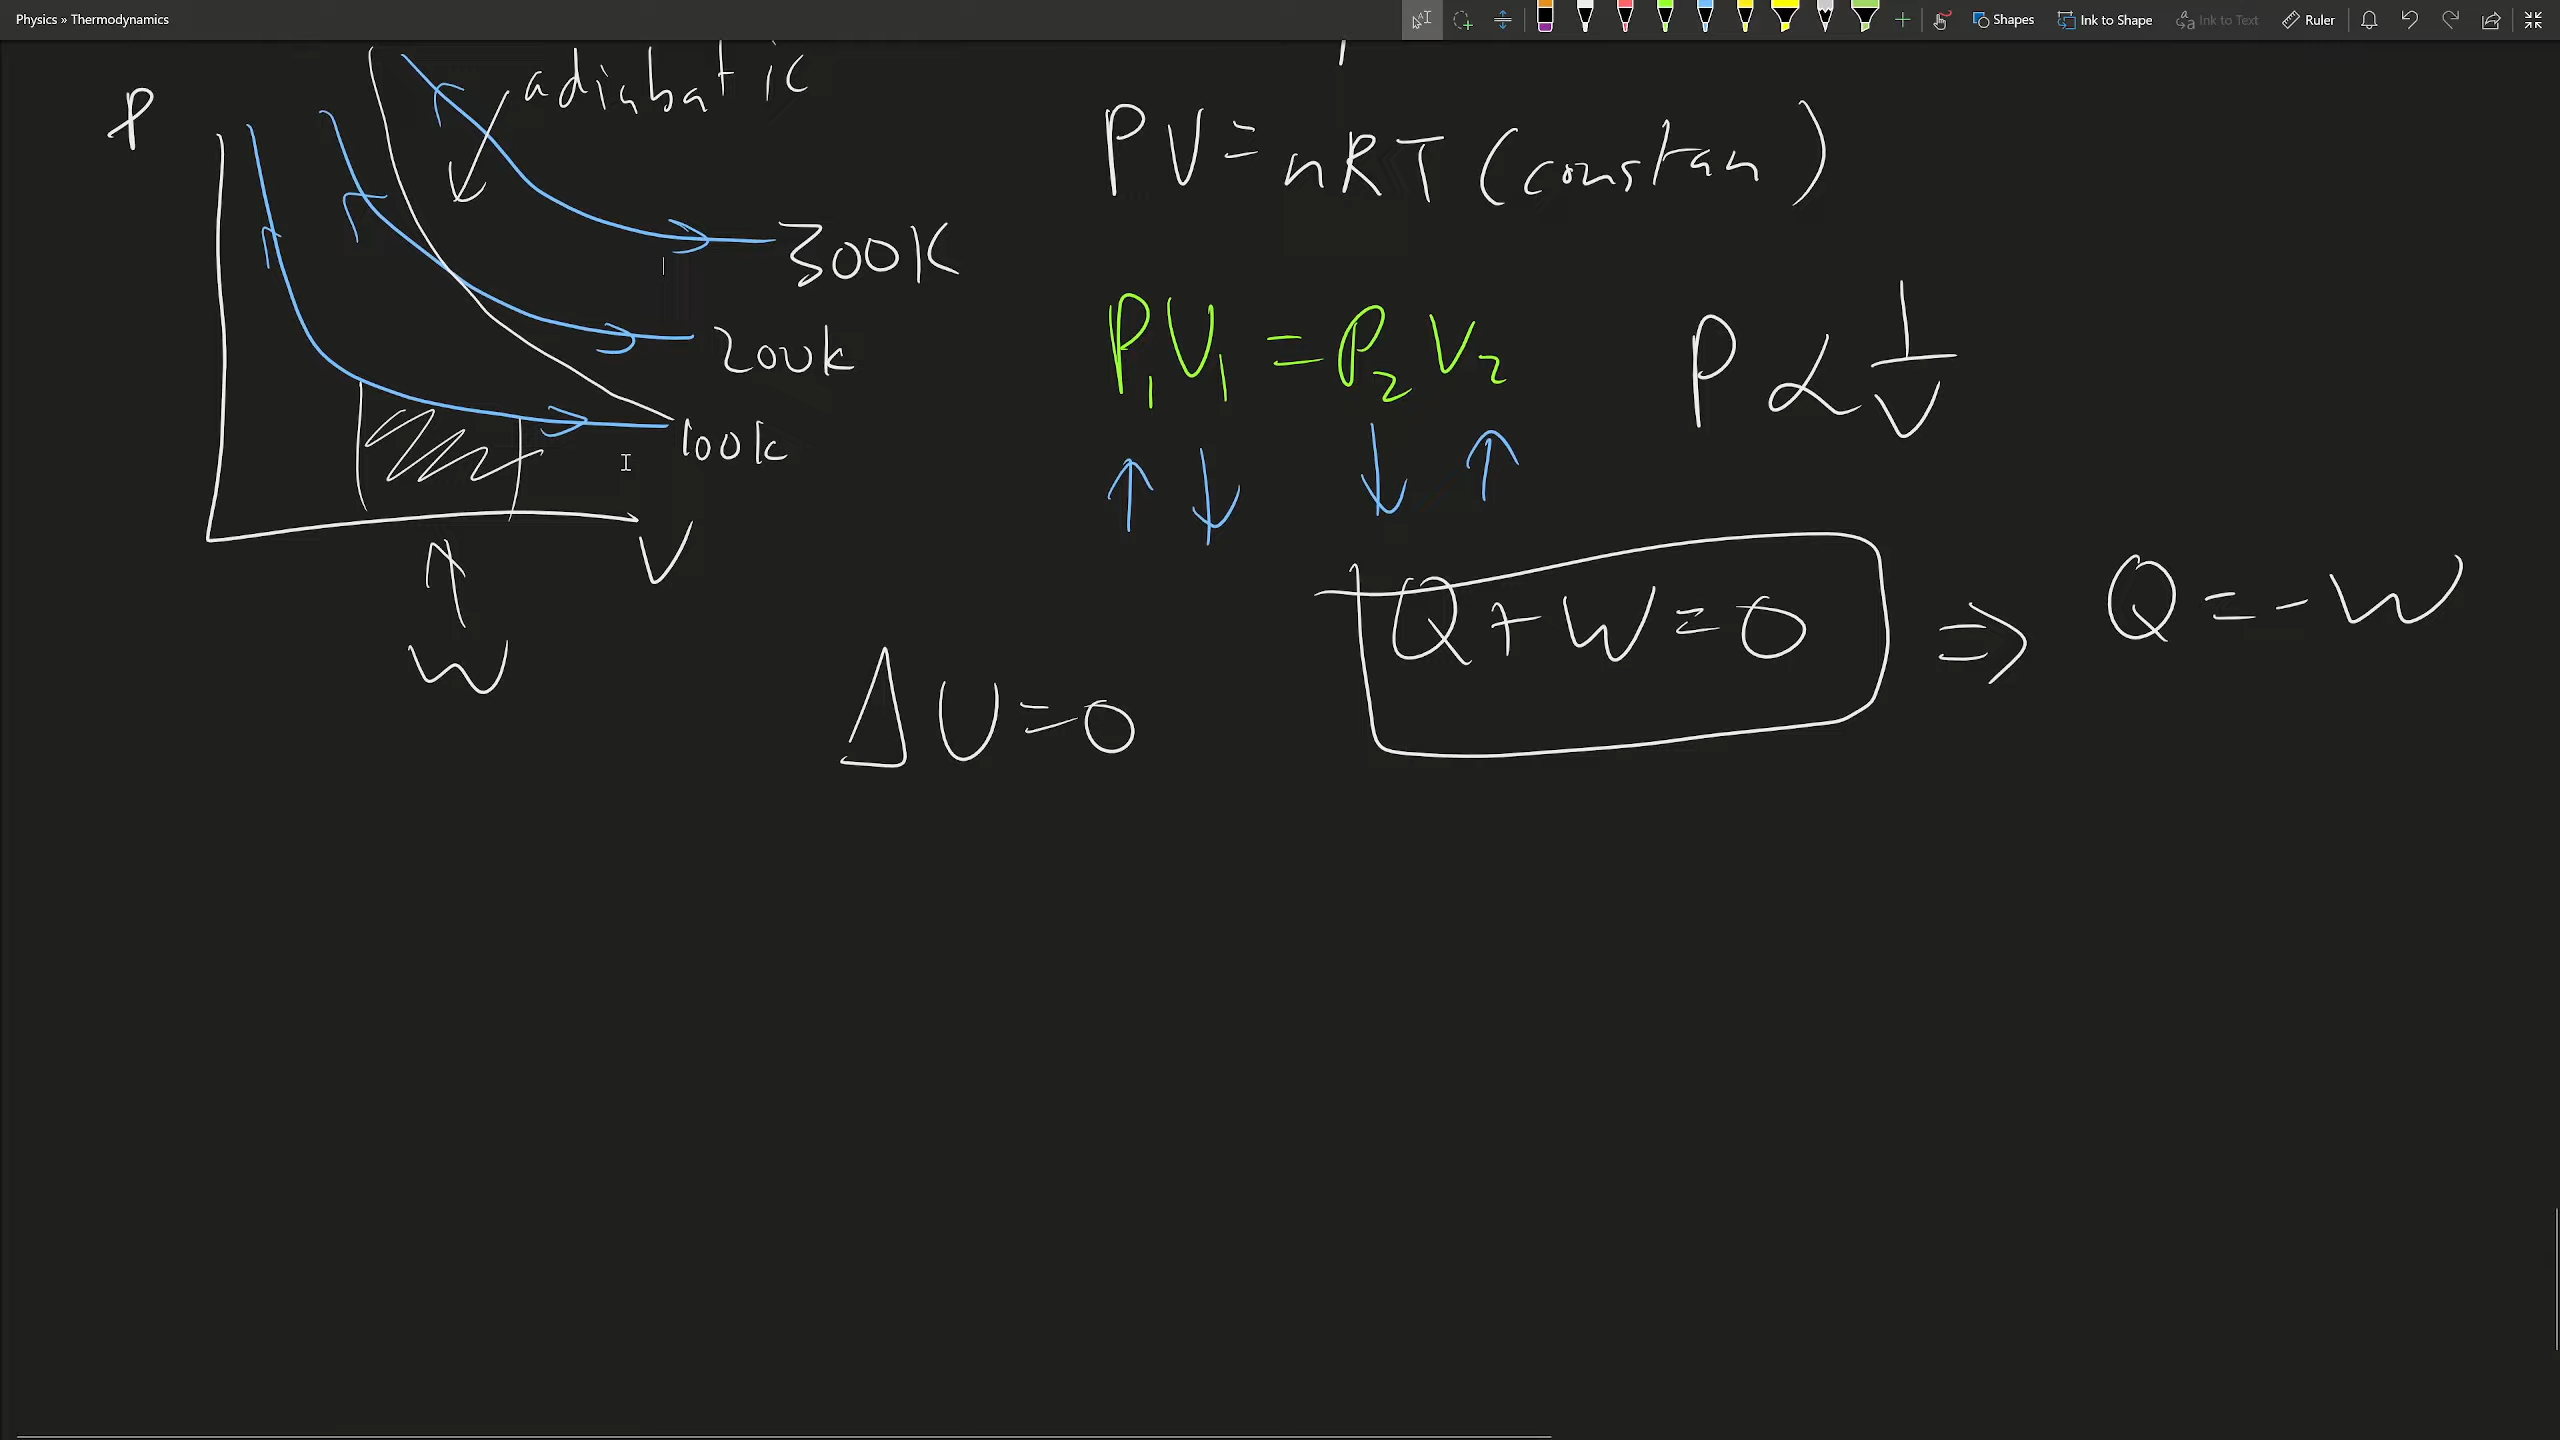 Physics » Thermodynamics
Shapes Ink to Shape Ink to Text Ruler
P
adiabatic
300K
200k
100k
V
W
PV = nRT (constan )
P₁V₁ = P₂V₂
P ∝ 1/V
↑ ↓ ↓ ↑
Q + W = 0 ⇒ Q = -W
ΔU = 0